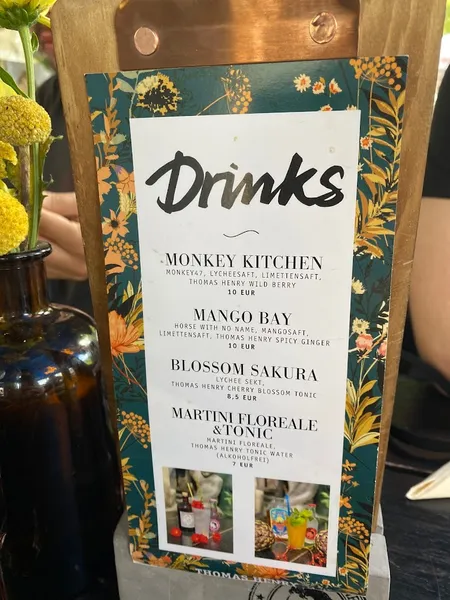 Drinks
MONKEY KITCHEN
MONKEY47, LYCHEESAFT, LIMETTENSAFT,
THOMAS HENRY WILD BERRY
10 EUR
MANGO BAY
HORSE WITH NO NAME, MANGOSAFT,
LIMETTENSAFT, THOMAS HENRY SPICY GINGER
10 EUR
BLOSSOM SAKURA
LYCHEE SEKT,
THOMAS HENRY CHERRY BLOSSOM TONIC
8,5 EUR
MARTINI FLOREALE
&TONIC
MARTINI FLOREALE,
THOMAS HENRY TONIC WATER
(ALKOHOLFREI)
7 EUR
THOMAS HENRY